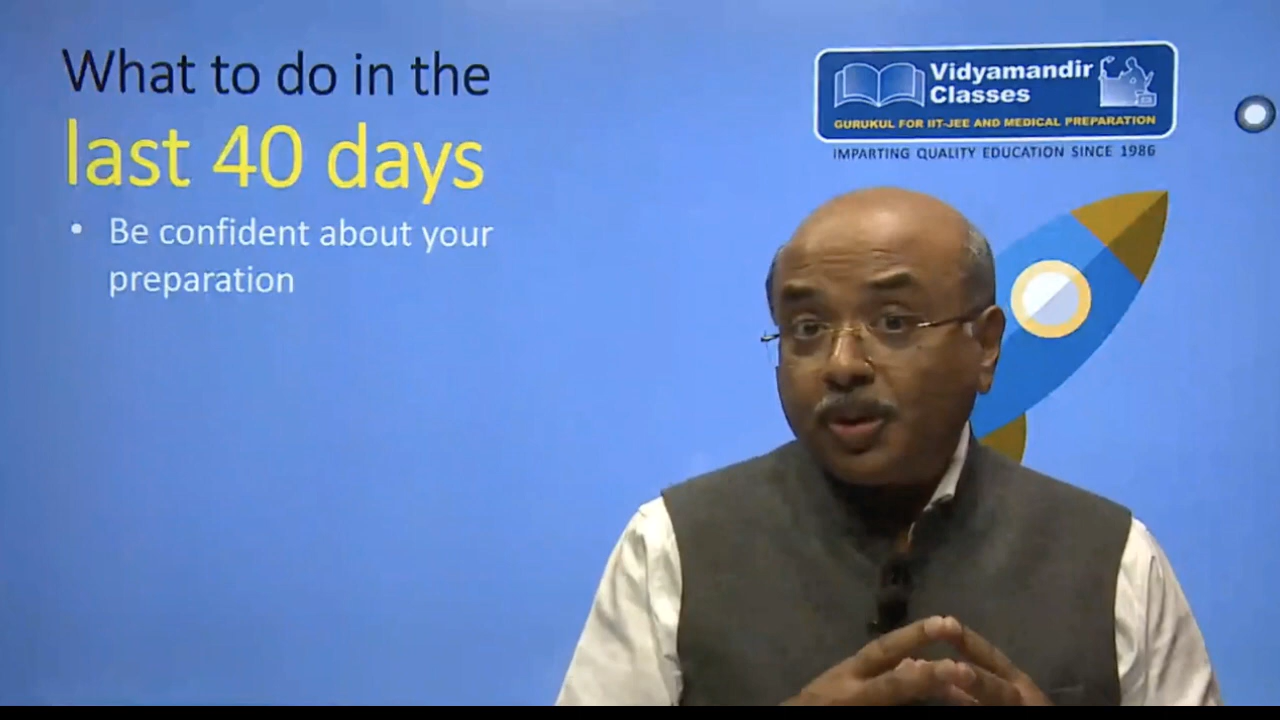 What to do in the
last 40 days
• Be confident about your
preparation
Vidyamandir
Classes
GURUKUL FOR IIT-JEE AND MEDICAL PREPARATION
IMPARTING QUALITY EDUCATION SINCE 1986